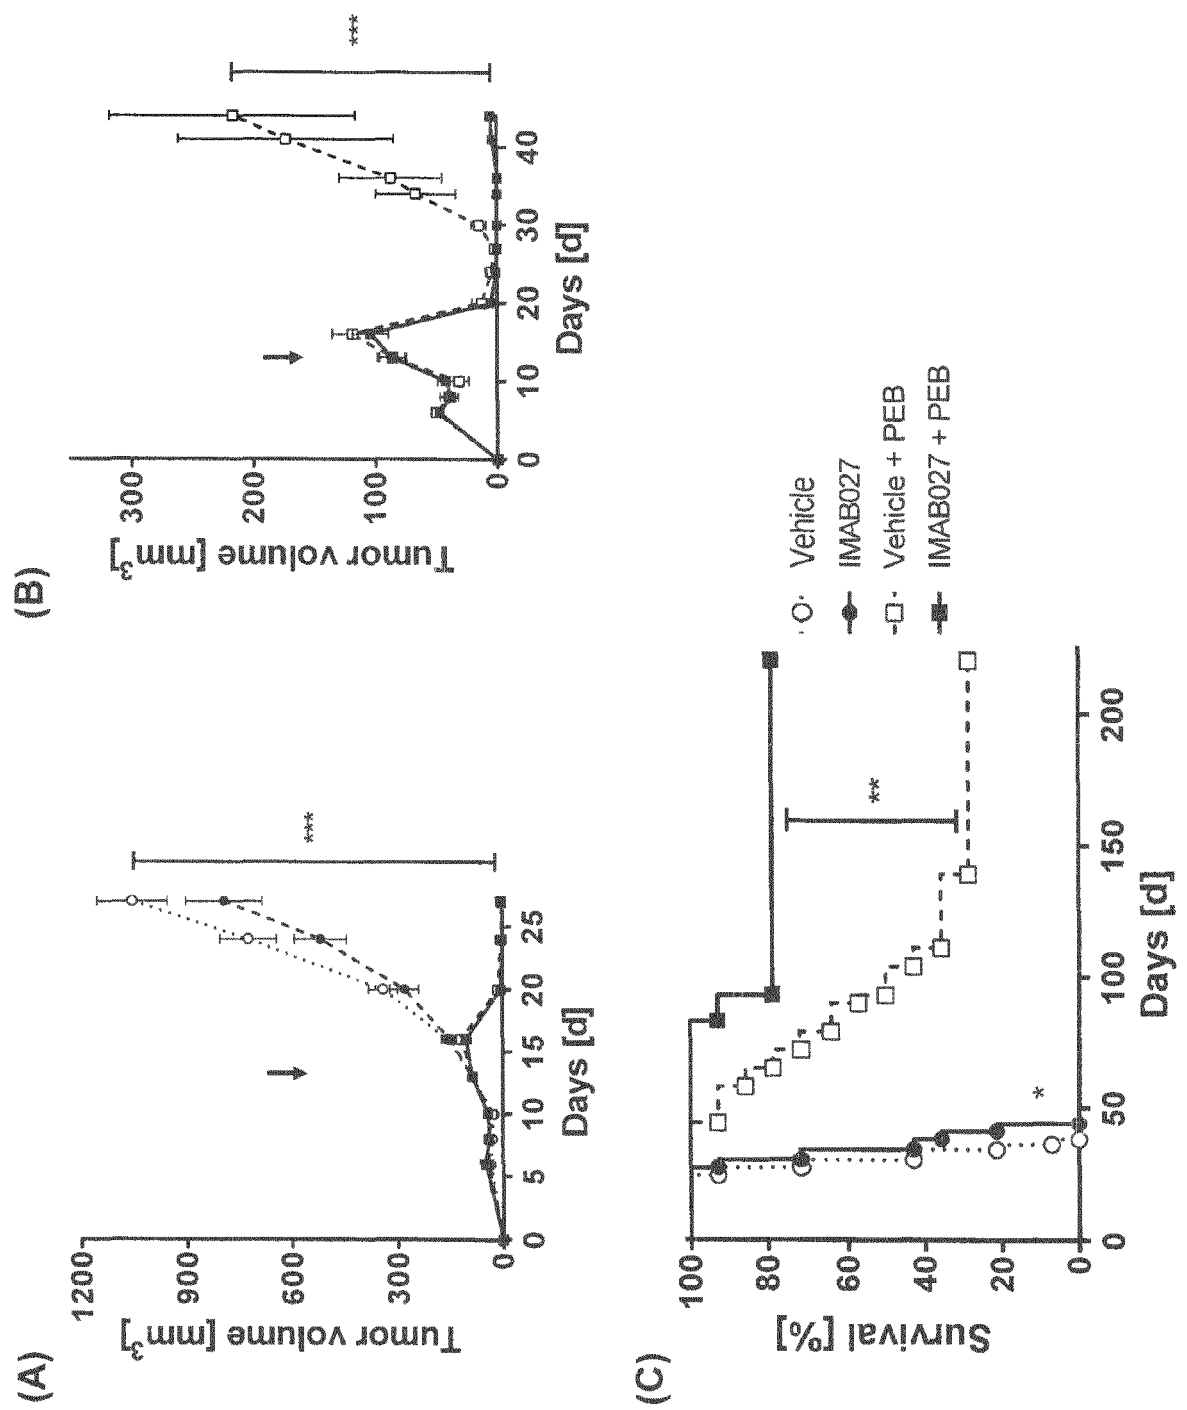 (A)
Tumor volume [mm3]
1200
900
600
300
0
0
5
10
15
20
25
Days [d]
***
(B)
Tumor volume [mm3]
300
200
100
0
0
10
20
30
40
Days [d]
***
(C)
Survival [%]
100
80
60
40
20
0
0
50
100
150
200
Days [d]
**
*
Vehicle
IMAB027
Vehicle + PEB
IMAB027 + PEB